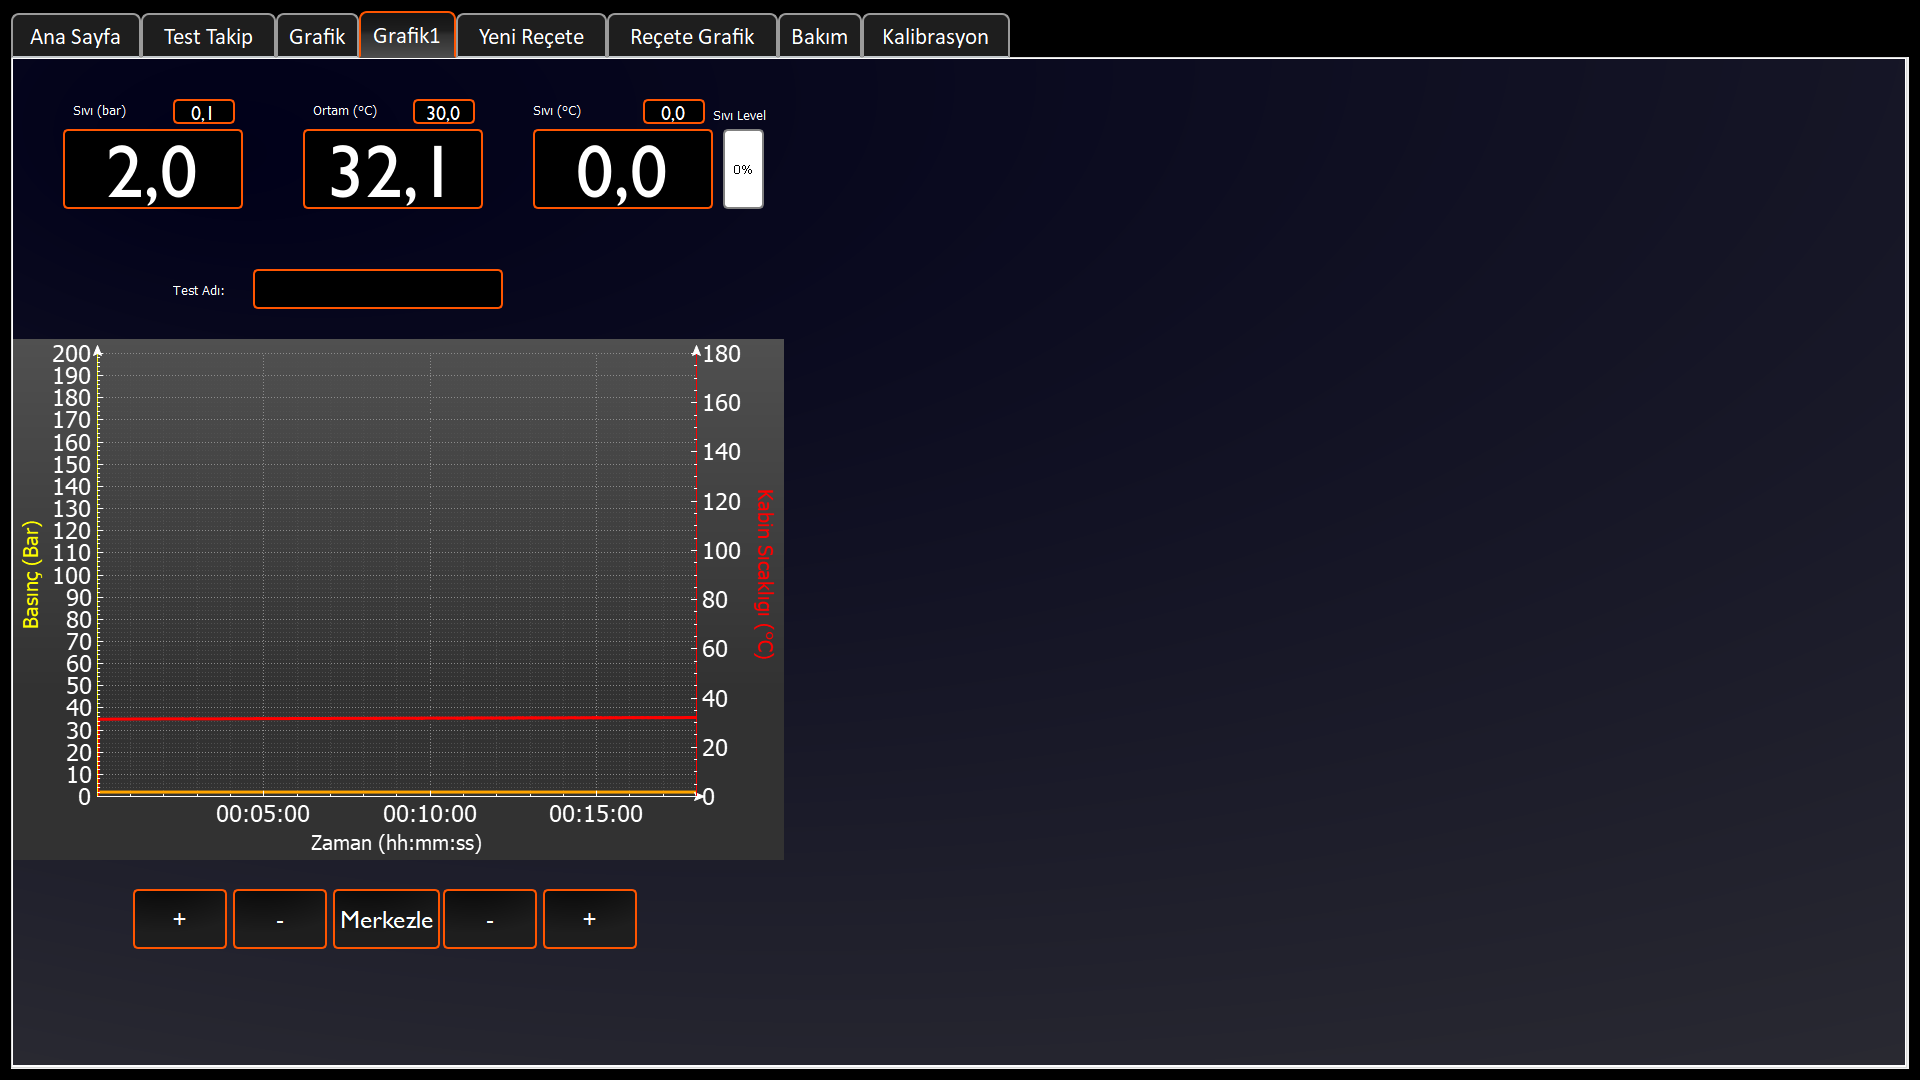 Ana Sayfa Test Takip Grafik Grafik1 Yeni Reçete Reçete Grafik Bakım Kalibrasyon
Sıvı (bar) 0,1 Ortam (°C) 30,0 Sıvı (°C) 0,0 Sıvı Level
2,0 32,1 0,0 0%
Test Adı:
200 180
190
180 160
170
160
150 140
140
130 120
120
110 100
100
90 80
80
70
60 60
50
40 40
30
20 20
10
0 0
Basınç (Bar)
Kabin Sıcaklıgı (°C)
00:05:00 00:10:00 00:15:00
Zaman (hh:mm:ss)
+ - Merkezle - +